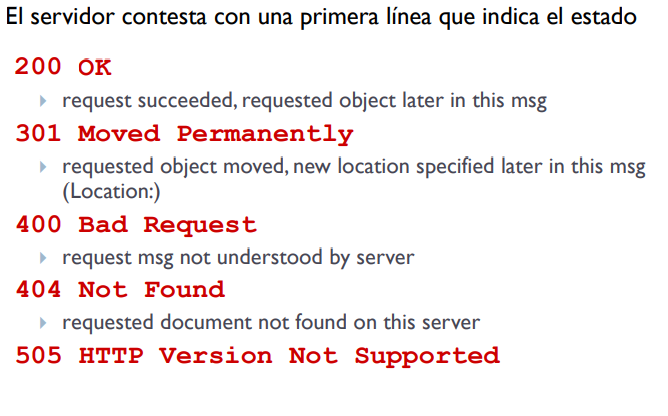 El servidor contesta con una primera línea que indica el estado
200 OK
request succeeded, requested object later in this msg
301 Moved Permanently
requested object moved, new location specified later in this msg
(Location:)
400 Bad Request
request msg not understood by server
404 Not Found
requested document not found on this server
505 HTTP Version Not Supported